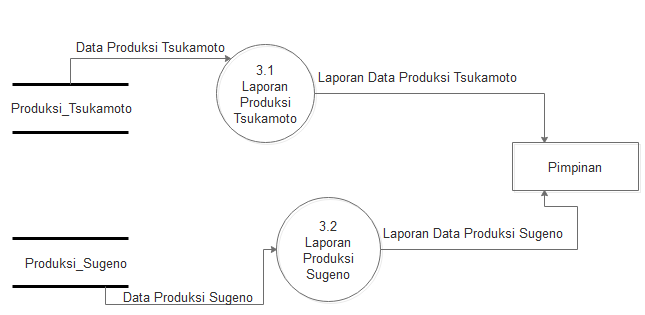 Data Produksi Tsukamoto
3.1
Laporan
Produksi
Tsukamoto
Laporan Data Produksi Tsukamoto
Produksi_Tsukamoto
Pimpinan
3.2
Laporan
Produksi
Sugeno
Laporan Data Produksi Sugeno
Produksi_Sugeno
Data Produksi Sugeno